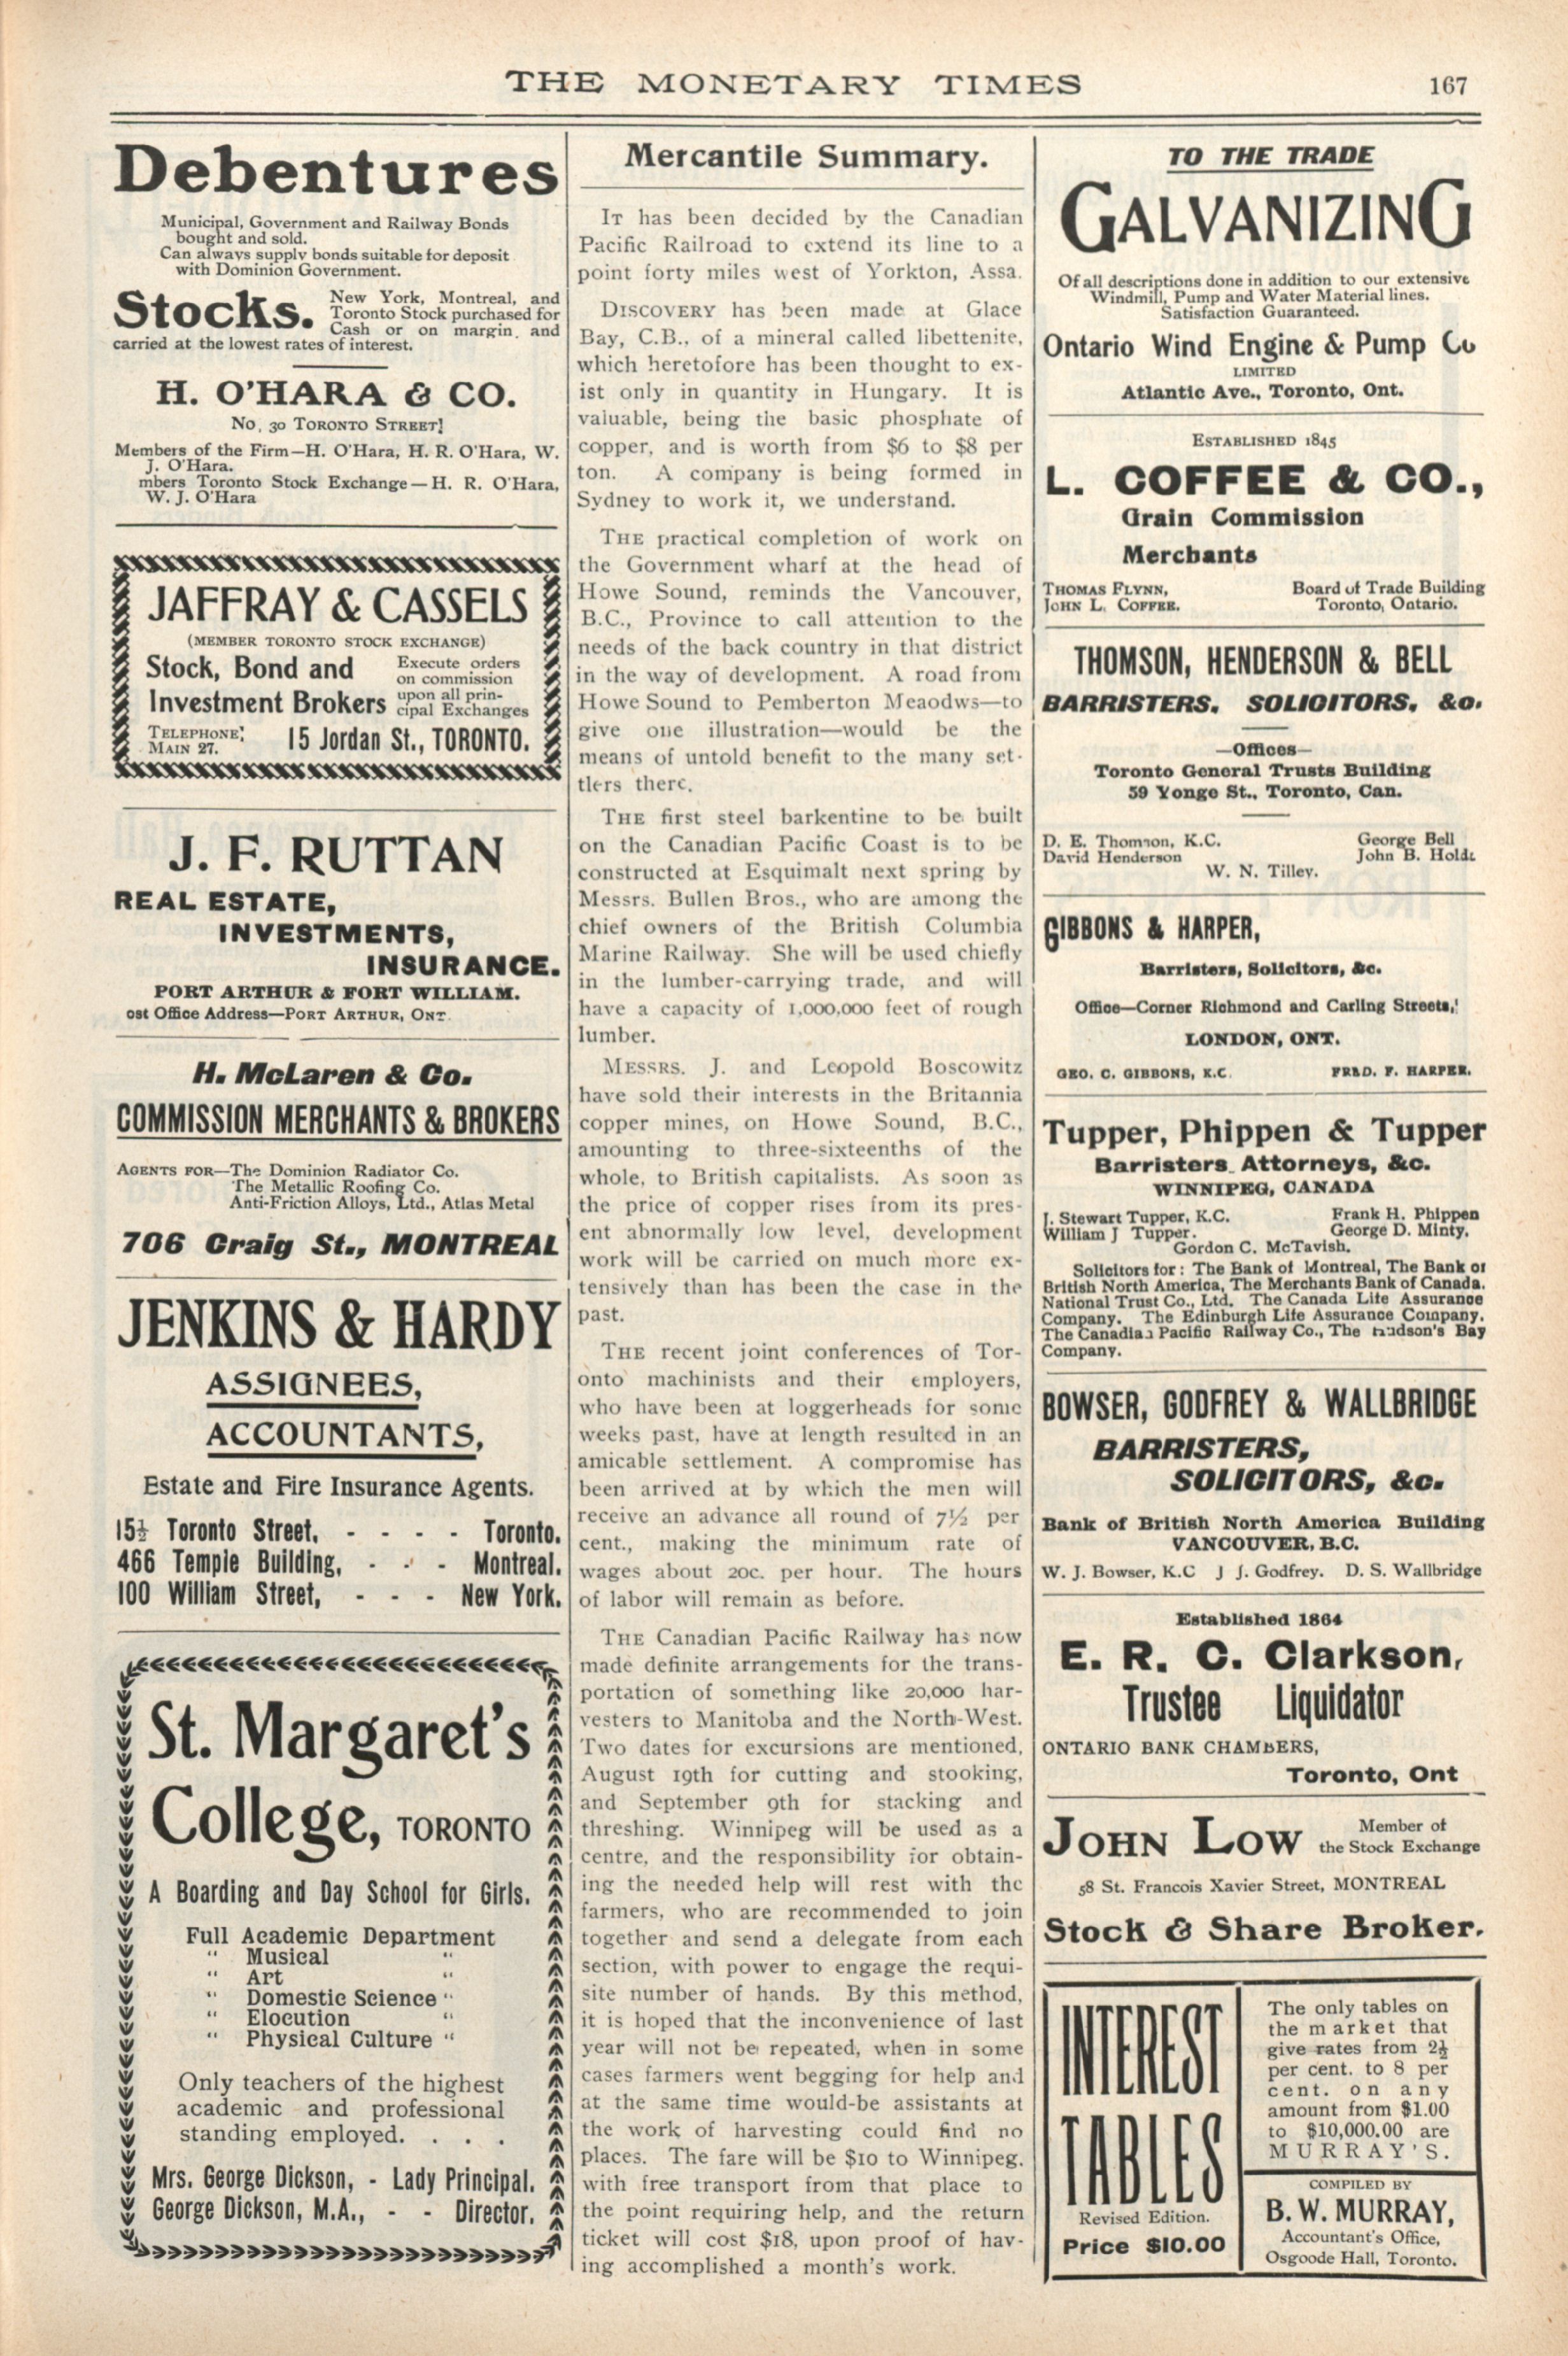 THE MONETARY TIMES
167
Debentures
Municipal, Government and Railway Bonds
bought and sold.
Can always supply bonds suitable for deposit
with Dominion Government.
Stocks.
New York, Montreal, and
Toronto Stock purchased for
Cash or on margin, and
carried at the lowest rates of interest.
H. O'HARA & CO.
No. 30 TORONTO STREET
Members of the Firm—H. O'Hara, H. R. O'Hara, W.
J. O'Hara.
mbers Toronto Stock Exchange—H. R. O'Hara,
W. J. O'Hara
JAFFRAY & CASSELS
(MEMBER TORONTO STOCK EXCHANGE)
Stock, Bond and
Investment Brokers
Execute orders
on commission
upon all prin-
cipal Exchanges
TELEPHONE
MAIN 27.
15 Jordan St., TORONTO.
J. F. RUTTAN
REAL ESTATE,
INVESTMENTS,
INSURANCE.
PORT ARTHUR & FORT WILLIAM.
ost Office Address—PORT ARTHUR, ONT.
H. McLaren & Co.
COMMISSION MERCHANTS & BROKERS
AGENTS FOR—The Dominion Radiator Co.
The Metallic Roofing Co.
Anti-Friction Alloys, Ltd., Atlas Metal
706 Craig St., MONTREAL
JENKINS & HARDY
ASSIGNEES,
ACCOUNTANTS,
Estate and Fire Insurance Agents.
15½ Toronto Street, - - - - Toronto.
466 Temple Building, - - - Montreal.
100 William Street, - - - New York.
St. Margaret's
College, TORONTO
A Boarding and Day School for Girls.
Full Academic Department
" Musical "
" Art "
" Domestic Science "
" Elocution "
" Physical Culture "
Only teachers of the highest
academic and professional
standing employed. . . .
Mrs. George Dickson, - Lady Principal.
George Dickson, M.A., - - Director.
Mercantile Summary.
IT has been decided by the Canadian
Pacific Railroad to extend its line to a
point forty miles west of Yorkton, Assa.
DISCOVERY has been made at Glace
Bay, C.B., of a mineral called libettenite,
which heretofore has been thought to ex-
ist only in quantity in Hungary. It is
valuable, being the basic phosphate of
copper, and is worth from $6 to $8 per
ton. A company is being formed in
Sydney to work it, we understand.
THE practical completion of work on
the Government wharf at the head of
Howe Sound, reminds the Vancouver,
B.C., Province to call attention to the
needs of the back country in that district
in the way of development. A road from
Howe Sound to Pemberton Meaodws—to
give one illustration—would be the
means of untold benefit to the many set-
tlers there.
THE first steel barkentine to be built
on the Canadian Pacific Coast is to be
constructed at Esquimalt next spring by
Messrs. Bullen Bros., who are among the
chief owners of the British Columbia
Marine Railway. She will be used chiefly
in the lumber-carrying trade, and will
have a capacity of 1,000,000 feet of rough
lumber.
MESSRS. J. and Leopold Boscowitz
have sold their interests in the Britannia
copper mines, on Howe Sound, B.C.,
amounting to three-sixteenths of the
whole, to British capitalists. As soon as
the price of copper rises from its pres-
ent abnormally low level, development
work will be carried on much more ex-
tensively than has been the case in the
past.
THE recent joint conferences of Tor-
onto machinists and their employers,
who have been at loggerheads for some
weeks past, have at length resulted in an
amicable settlement. A compromise has
been arrived at by which the men will
receive an advance all round of 7½ per
cent., making the minimum rate of
wages about 20c. per hour. The hours
of labor will remain as before.
THE Canadian Pacific Railway has now
made definite arrangements for the trans-
portation of something like 20,000 har-
vesters to Manitoba and the North-West.
Two dates for excursions are mentioned,
August 19th for cutting and stooking,
and September 9th for stacking and
threshing. Winnipeg will be used as a
centre, and the responsibility for obtain-
ing the needed help will rest with the
farmers, who are recommended to join
together and send a delegate from each
section, with power to engage the requi-
site number of hands. By this method,
it is hoped that the inconvenience of last
year will not be repeated, when in some
cases farmers went begging for help and
at the same time would-be assistants at
the work of harvesting could find no
places. The fare will be $10 to Winnipeg,
with free transport from that place to
the point requiring help, and the return
ticket will cost $18, upon proof of hav-
ing accomplished a month's work.
TO THE TRADE
GALVANIZING
Of all descriptions done in addition to our extensive
Windmill, Pump and Water Material lines.
Satisfaction Guaranteed.
Ontario Wind Engine & Pump Co
LIMITED
Atlantic Ave., Toronto, Ont.
ESTABLISHED 1845
L. COFFEE & CO.,
Grain Commission
Merchants
THOMAS FLYNN,
JOHN L. COFFEE.
Board of Trade Building
Toronto, Ontario.
THOMSON, HENDERSON & BELL
BARRISTERS, SOLICITORS, &c.
—Offices—
Toronto General Trusts Building
59 Yonge St., Toronto, Can.
D. E. Thomson, K.C.
George Bell
David Henderson
John B. Holde
W. N. Tilley.
GIBBONS & HARPER,
Barristers, Solicitors, &c.
Office—Corner Richmond and Carling Streets,
LONDON, ONT.
GEO. C. GIBBONS, K.C.
FRED. F. HARPER.
Tupper, Phippen & Tupper
Barristers, Attorneys, &c.
WINNIPEG, CANADA
J. Stewart Tupper, K.C.
Frank H. Phippen
William J Tupper.
George D. Minty.
Gordon C. McTavish.
Solicitors for: The Bank of Montreal, The Bank of
British North America, The Merchants Bank of Canada.
National Trust Co., Ltd. The Canada Life Assurance
Company. The Edinburgh Life Assurance Company.
The Canadian Pacific Railway Co., The Hudson's Bay
Company.
BOWSER, GODFREY & WALLBRIDGE
BARRISTERS,
SOLICITORS, &c.
Bank of British North America Building
VANCOUVER, B.C.
W. J. Bowser, K.C J J. Godfrey. D. S. Wallbridge
Established 1864
E. R. C. Clarkson,
Trustee Liquidator
ONTARIO BANK CHAMBERS,
Toronto, Ont
JOHN LOW
Member of
the Stock Exchange
58 St. Francois Xavier Street, MONTREAL
Stock & Share Broker.
INTEREST
TABLES
Revised Edition.
Price $10.00
The only tables on
the market that
give rates from 2½
per cent. to 8 per
cent. on any
amount from $1.00
to $10,000.00 are
MURRAY'S.
COMPILED BY
B. W. MURRAY,
Accountant's Office,
Osgoode Hall, Toronto.